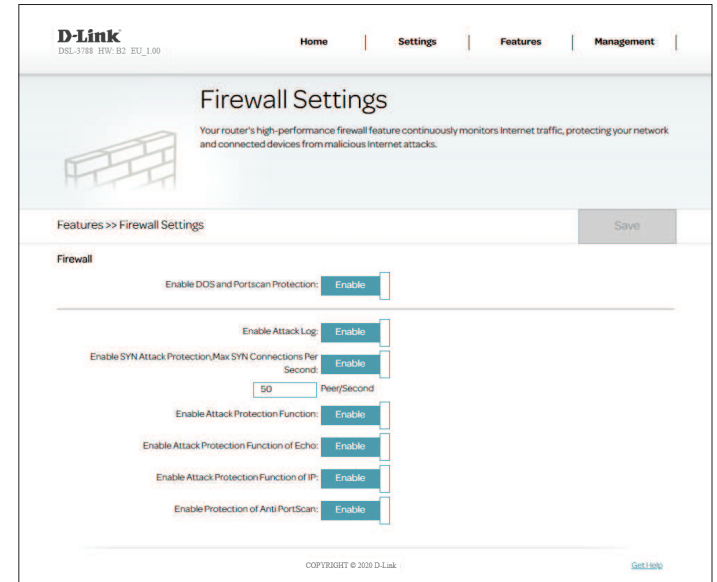 D-Link
DSL-3788 HW: B2 EU_1.00
Home
Settings
Features
Management
Firewall Settings
Your router's high-performance firewall feature continuously monitors Internet traffic, protecting your network
and connected devices from malicious Internet attacks.
Features >> Firewall Settings
Save
Firewall
Enable DOS and Portscan Protection: Enable
Enable Attack Log: Enable
Enable SYN Attack Protection,Max SYN Connections Per
Second: Enable
50 Peer/Second
Enable Attack Protection Function: Enable
Enable Attack Protection Function of Echo: Enable
Enable Attack Protection Function of IP: Enable
Enable Protection of Anti PortScan: Enable
COPYRIGHT © 2020 D-Link
Get Help